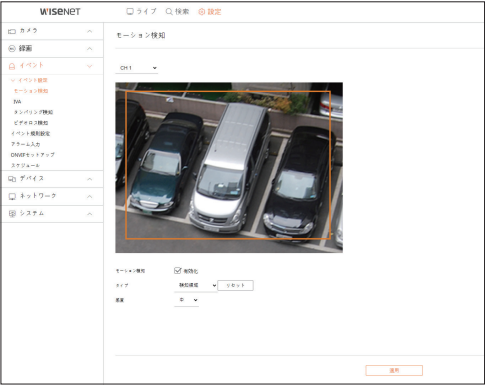 WISENET ライブ 検索 設定
カメラ
録画
イベント
イベント設定
モーション検知
IVA
タンパリング検知
ビデオロス検知
イベント規則設定
アラーム入力
ONVIFセットアップ
スケジュール
デバイス
ネットワーク
システム
モーション検知
CH 1
モーション検知 有効化
タイプ 検知領域 リセット
感度 中
適用